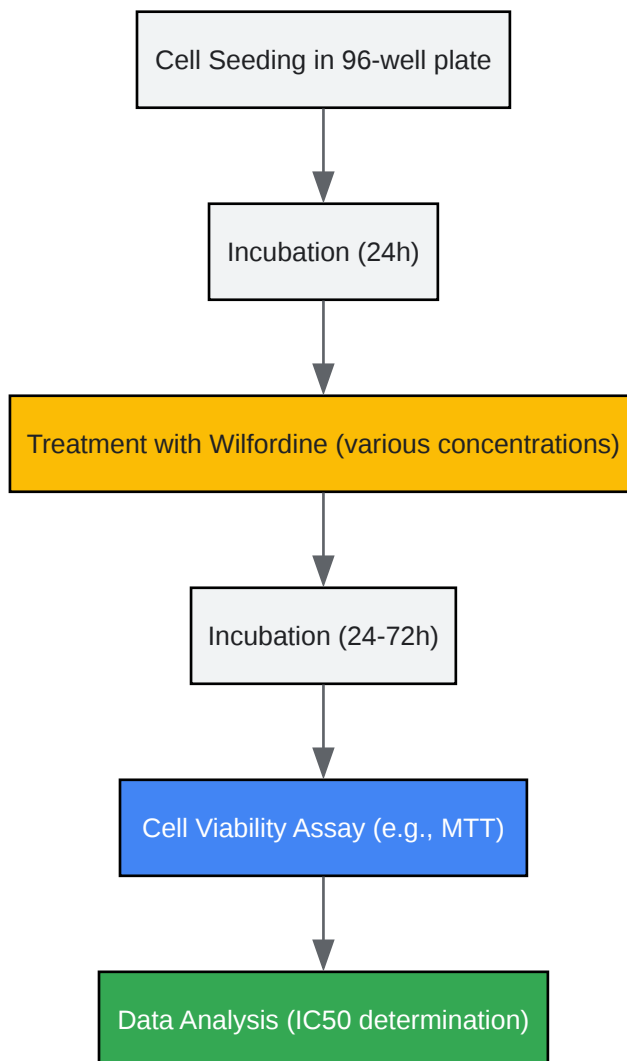 Cell Seeding in 96-well plate
Incubation (24h)
Treatment with Wilfordine (various concentrations)
Incubation (24-72h)
Cell Viability Assay (e.g., MTT)
Data Analysis (IC50 determination)